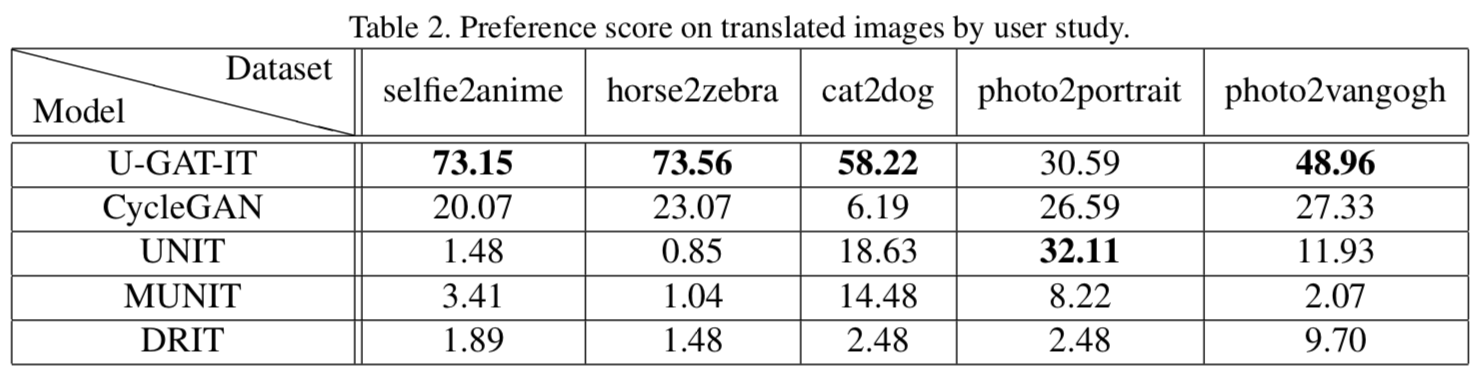 Table 2. Preference score on translated images by user study.
Dataset
Model
selfie2anime horse2zebra cat2dog photo2portrait photo2vangogh
U-GAT-IT 73.15 73.56 58.22 30.59 48.96
CycleGAN 20.07 23.07 6.19 26.59 27.33
UNIT 1.48 0.85 18.63 32.11 11.93
MUNIT 3.41 1.04 14.48 8.22 2.07
DRIT 1.89 1.48 2.48 2.48 9.70